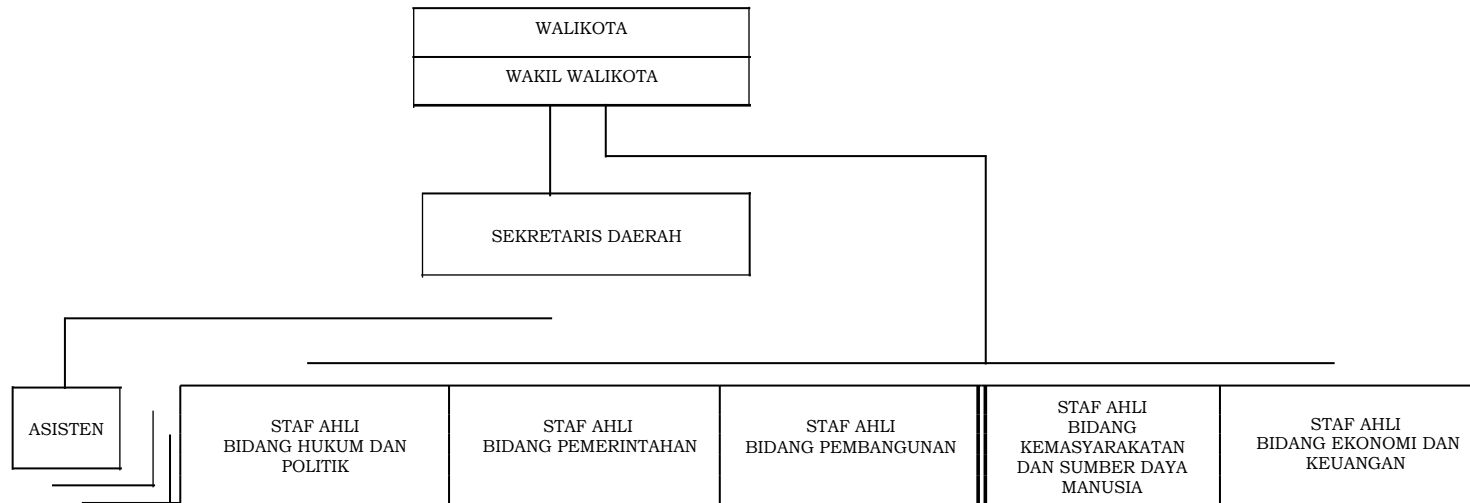 WALIKOTA
WAKIL WALIKOTA
SEKRETARIS DAERAH
ASISTEN
STAF AHLI
BIDANG HUKUM DAN
POLITIK
STAF AHLI
BIDANG PEMERINTAHAN
STAF AHLI
BIDANG PEMBANGUNAN
STAF AHLI
BIDANG
KEMASYARAKATAN
DAN SUMBER DAYA
MANUSIA
STAF AHLI
BIDANG EKONOMI DAN
KEUANGAN